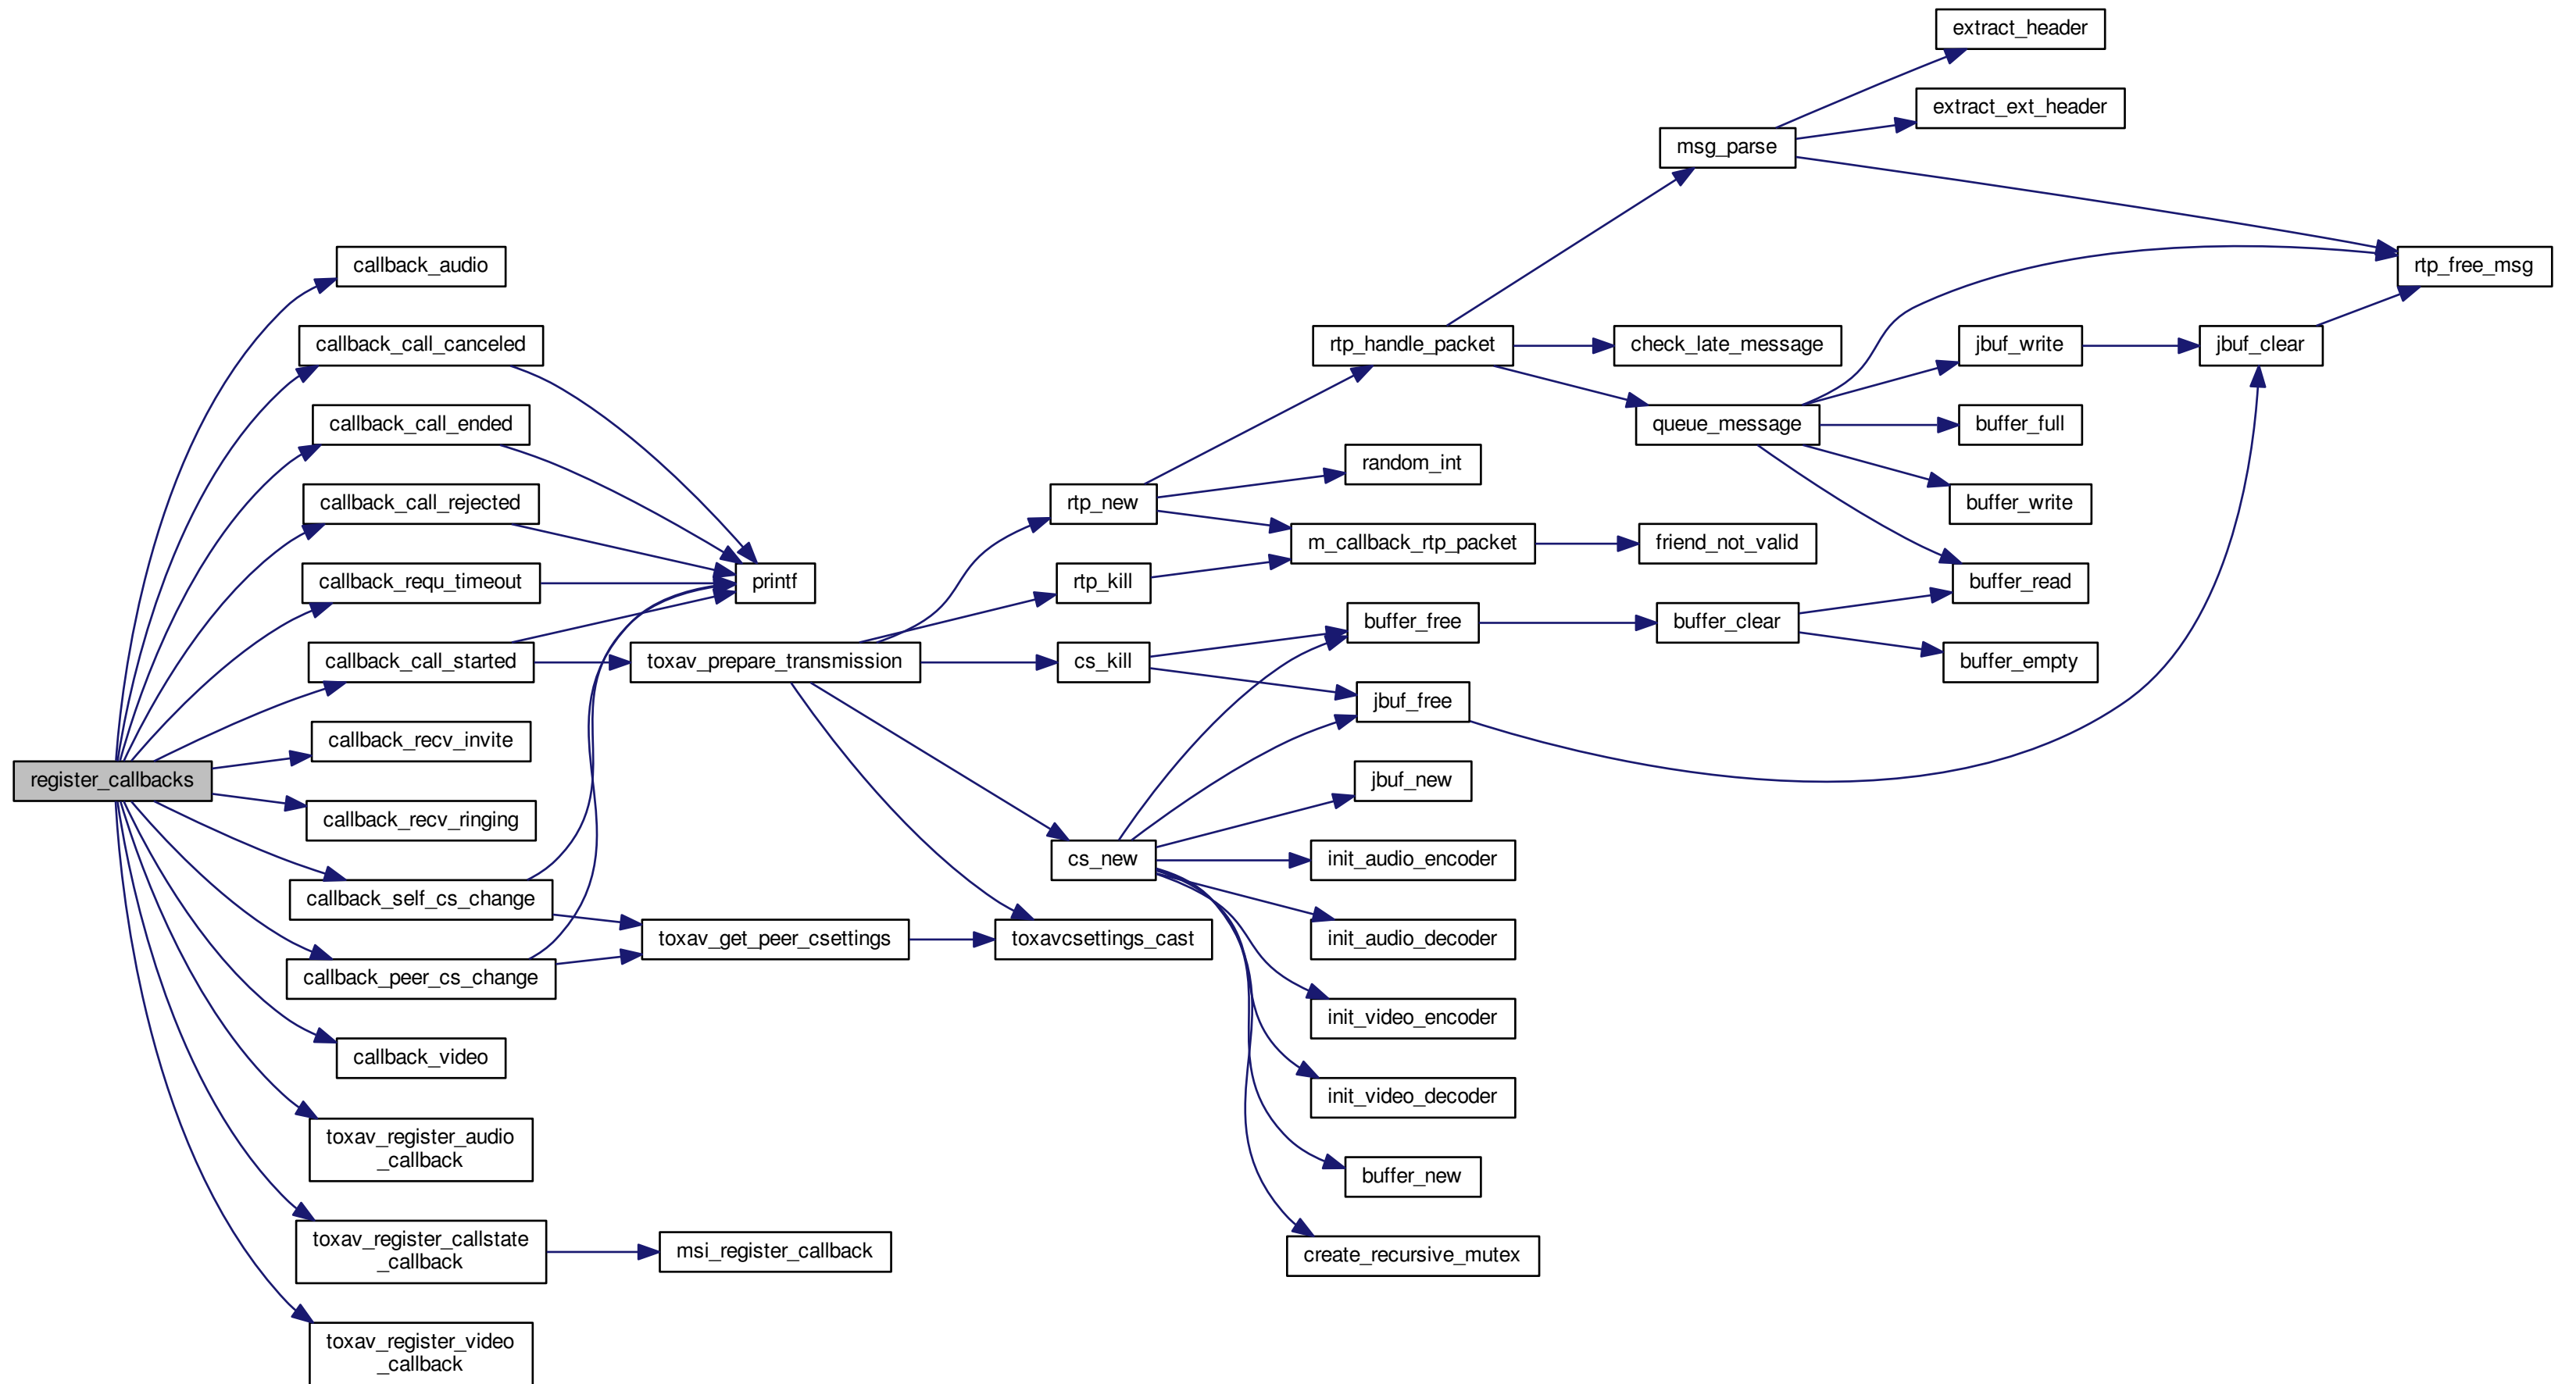 extract_header
extract_ext_header
msg_parse
callback_audio
rtp_free_msg
callback_call_canceled
rtp_handle_packet
check_late_message
jbuf_write
jbuf_clear
callback_call_ended
queue_message
buffer_full
random_int
callback_call_rejected
rtp_new
buffer_write
m_callback_rtp_packet
friend_not_valid
callback_requ_timeout
printf
rtp_kill
buffer_read
buffer_free
buffer_clear
callback_call_started
toxav_prepare_transmission
cs_kill
buffer_empty
jbuf_free
callback_recv_invite
register_callbacks
jbuf_new
callback_recv_ringing
cs_new
init_audio_encoder
callback_self_cs_change
toxav_get_peer_csettings
toxavcsettings_cast
init_audio_decoder
callback_peer_cs_change
init_video_encoder
callback_video
init_video_decoder
toxav_register_audio
_callback
buffer_new
toxav_register_callstate
_callback
msi_register_callback
create_recursive_mutex
toxav_register_video
_callback